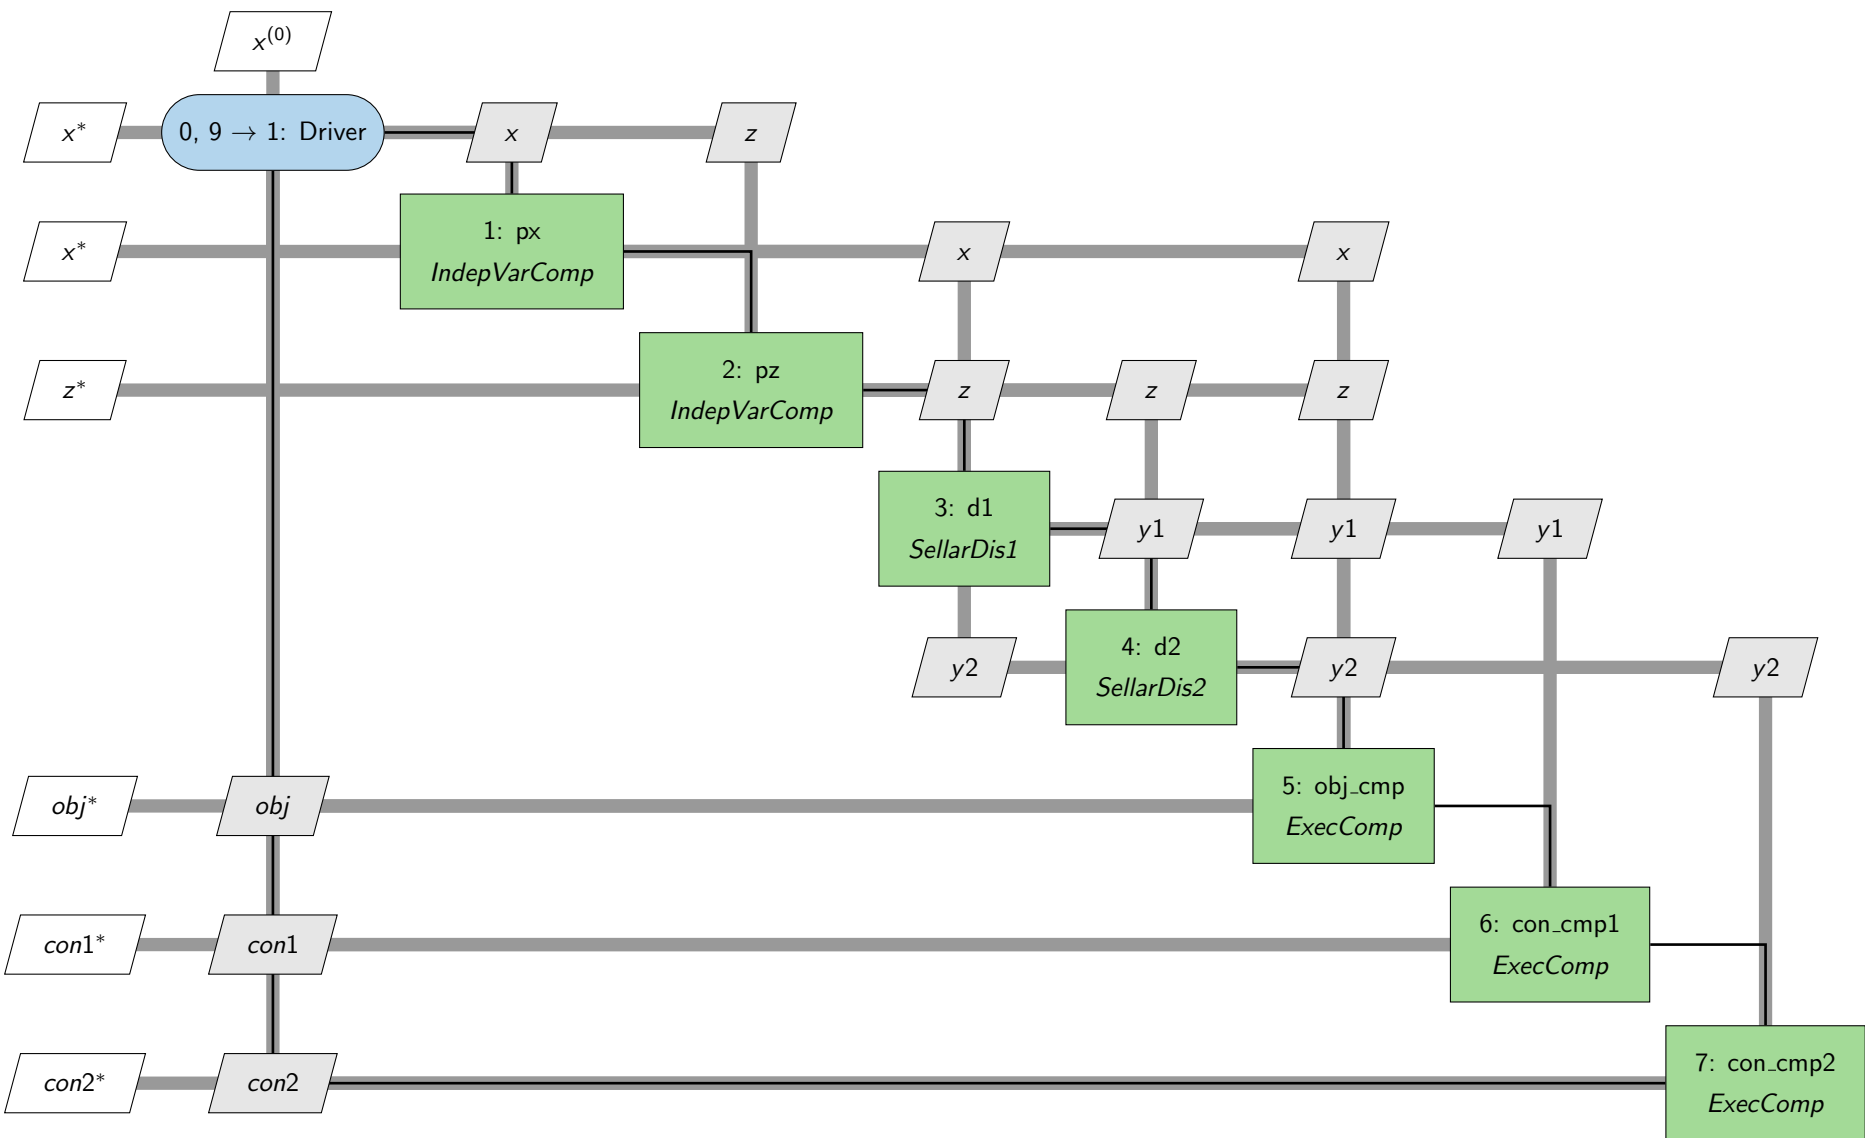 x^(0)
x*
0, 9 → 1: Driver
x
z
x*
1: px
IndepVarComp
x
x
z*
2: pz
IndepVarComp
z
z
z
3: d1
SellarDis1
y1
y1
y1
y2
4: d2
SellarDis2
y2
y2
obj*
obj
5: obj_cmp
ExecComp
con1*
con1
6: con_cmp1
ExecComp
con2*
con2
7: con_cmp2
ExecComp